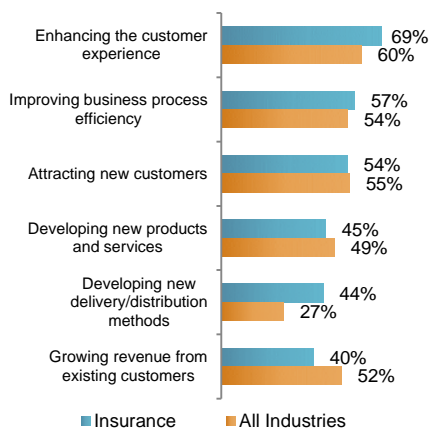 Enhancing the customer
experience
69%
60%
Improving business process
efficiency
57%
54%
Attracting new customers
54%
55%
Developing new products
and services
45%
49%
Developing new
delivery/distribution
methods
44%
27%
Growing revenue from
existing customers
40%
52%
Insurance
All Industries